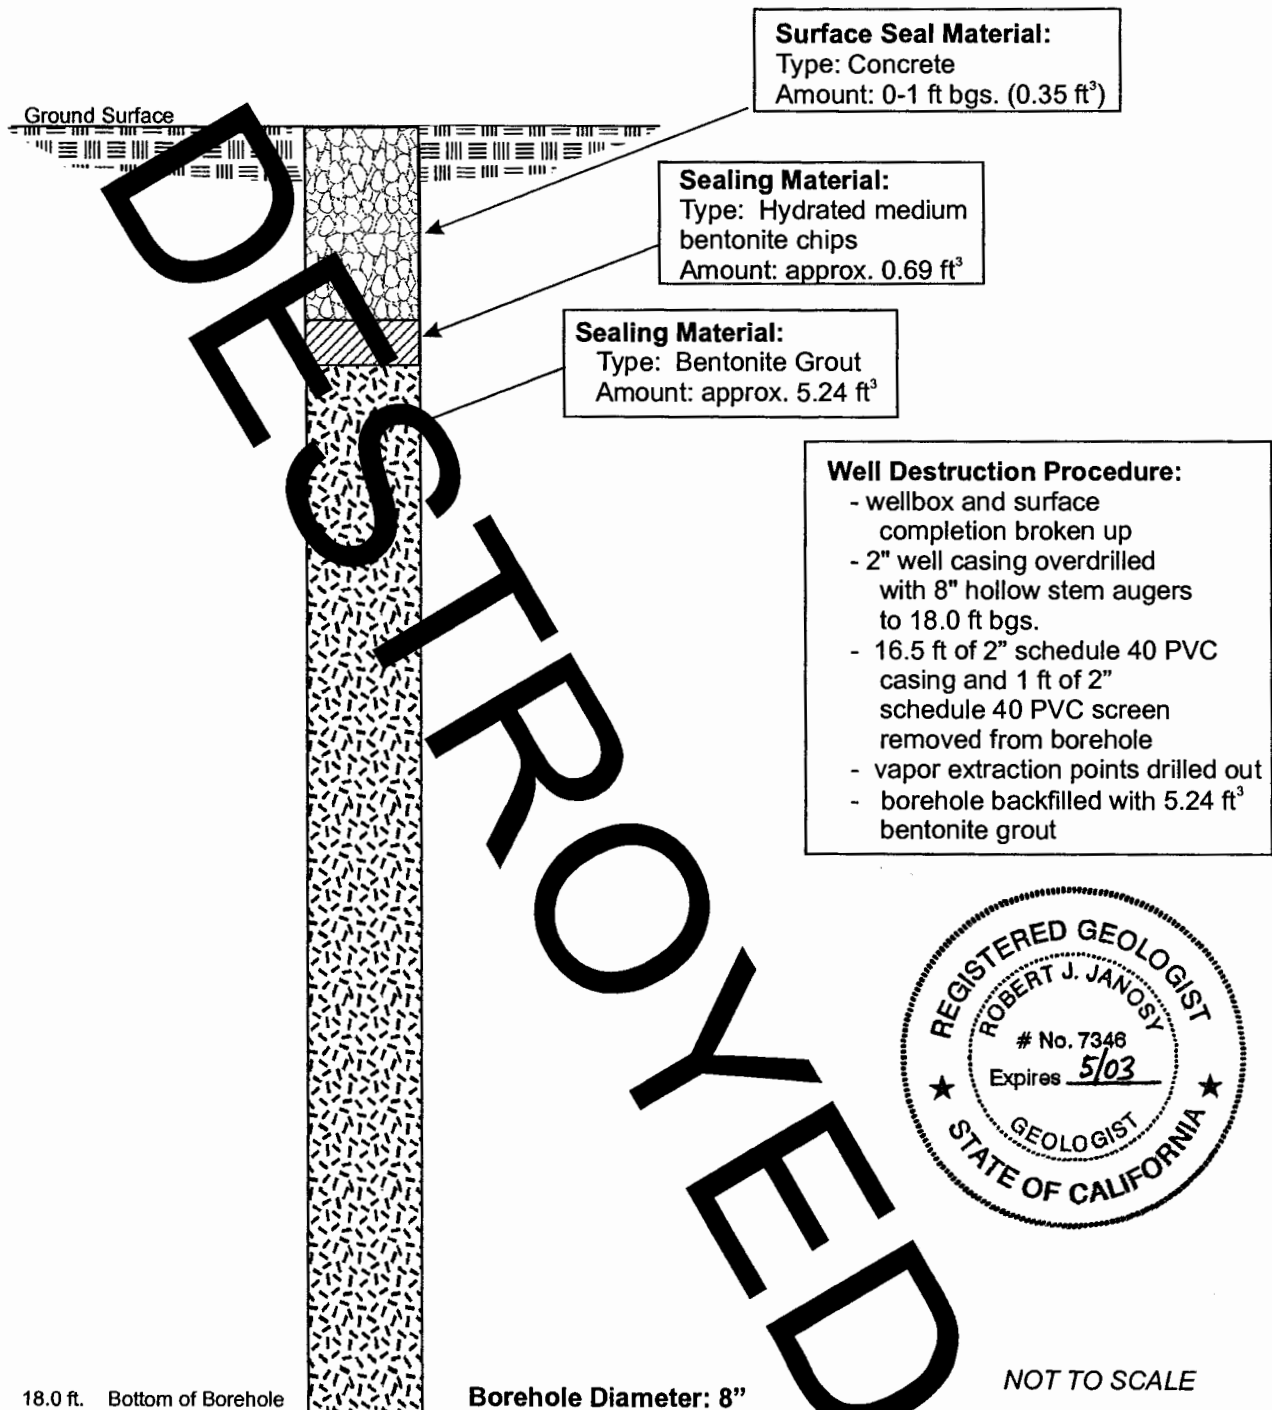 Surface Seal Material:
Type: Concrete
Amount: 0-1 ft bgs. (0.35 ft³)
Ground Surface
Sealing Material:
Type: Hydrated medium
bentonite chips
Amount: approx. 0.69 ft³
Sealing Material:
Type: Bentonite Grout
Amount: approx. 5.24 ft³
DESTROYED
Well Destruction Procedure:
- wellbox and surface
completion broken up
- 2" well casing overdrilled
with 8" hollow stem augers
to 18.0 ft bgs.
- 16.5 ft of 2" schedule 40 PVC
casing and 1 ft of 2"
schedule 40 PVC screen
removed from borehole
- vapor extraction points drilled out
- borehole backfilled with 5.24 ft³
bentonite grout
REGISTERED GEOLOGIST
ROBERT J. JANOSY
# No. 7346
Expires 5/03
GEOLOGIST
STATE OF CALIFORNIA
NOT TO SCALE
18.0 ft. Bottom of Borehole
Borehole Diameter: 8"